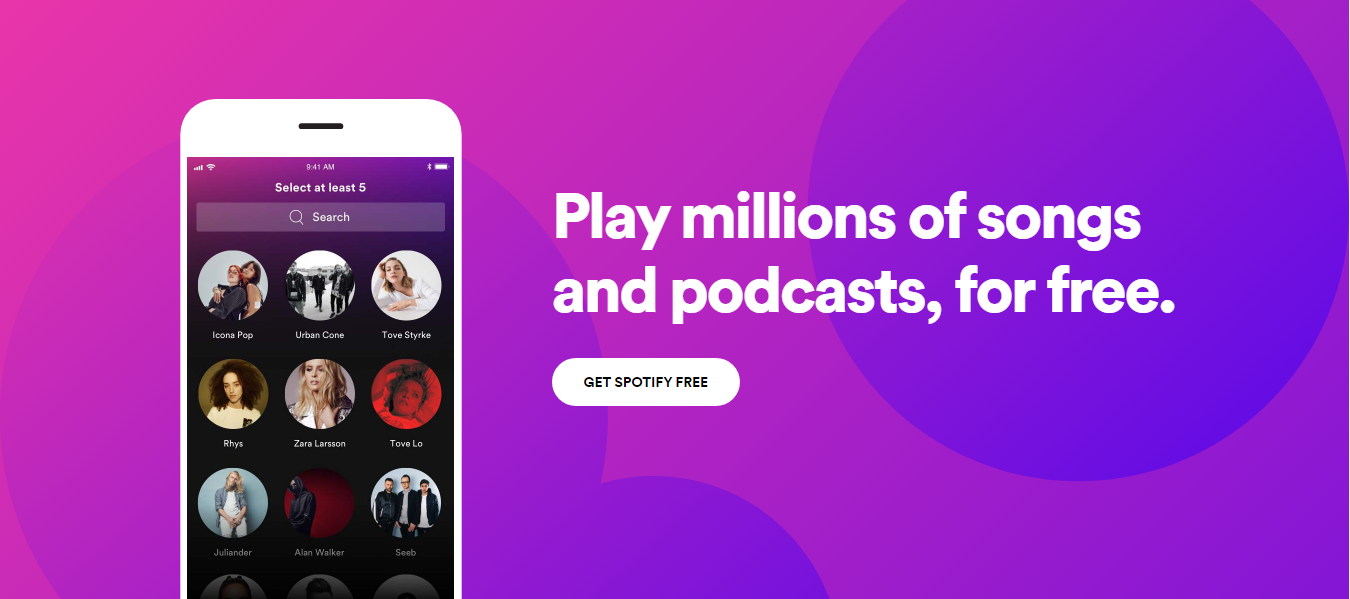 9:41 AM
Select at least 5
Search
Icona Pop Urban Cone Tove Styrke
Rhys Zara Larsson Tove Lo
Juliander Alan Walker Seeb
Play millions of songs
and podcasts, for free.
GET SPOTIFY FREE